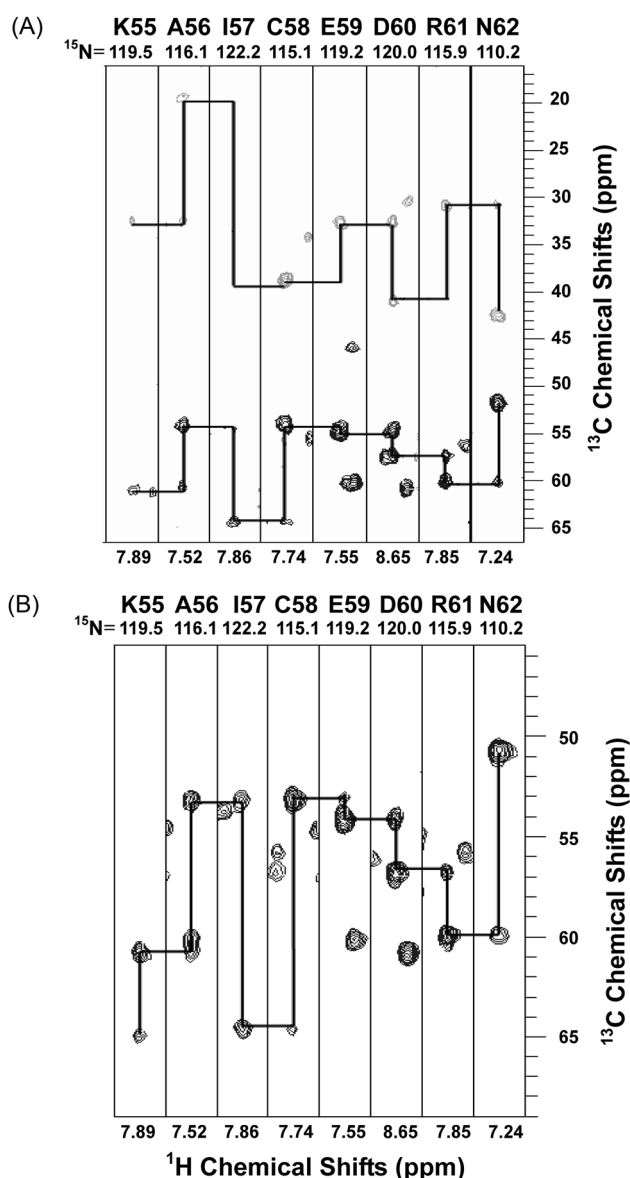 (A)
K55 A56 I57 C58 E59 D60 R61 N62
15N= 119.5 116.1 122.2 115.1 119.2 120.0 115.9 110.2
20
25
30
35
40
45
50
55
60
65
13C Chemical Shifts (ppm)
7.89 7.52 7.86 7.74 7.55 8.65 7.85 7.24
(B)
K55 A56 I57 C58 E59 D60 R61 N62
15N= 119.5 116.1 122.2 115.1 119.2 120.0 115.9 110.2
50
55
60
65
13C Chemical Shifts (ppm)
7.89 7.52 7.86 7.74 7.55 8.65 7.85 7.24
1H Chemical Shifts (ppm)